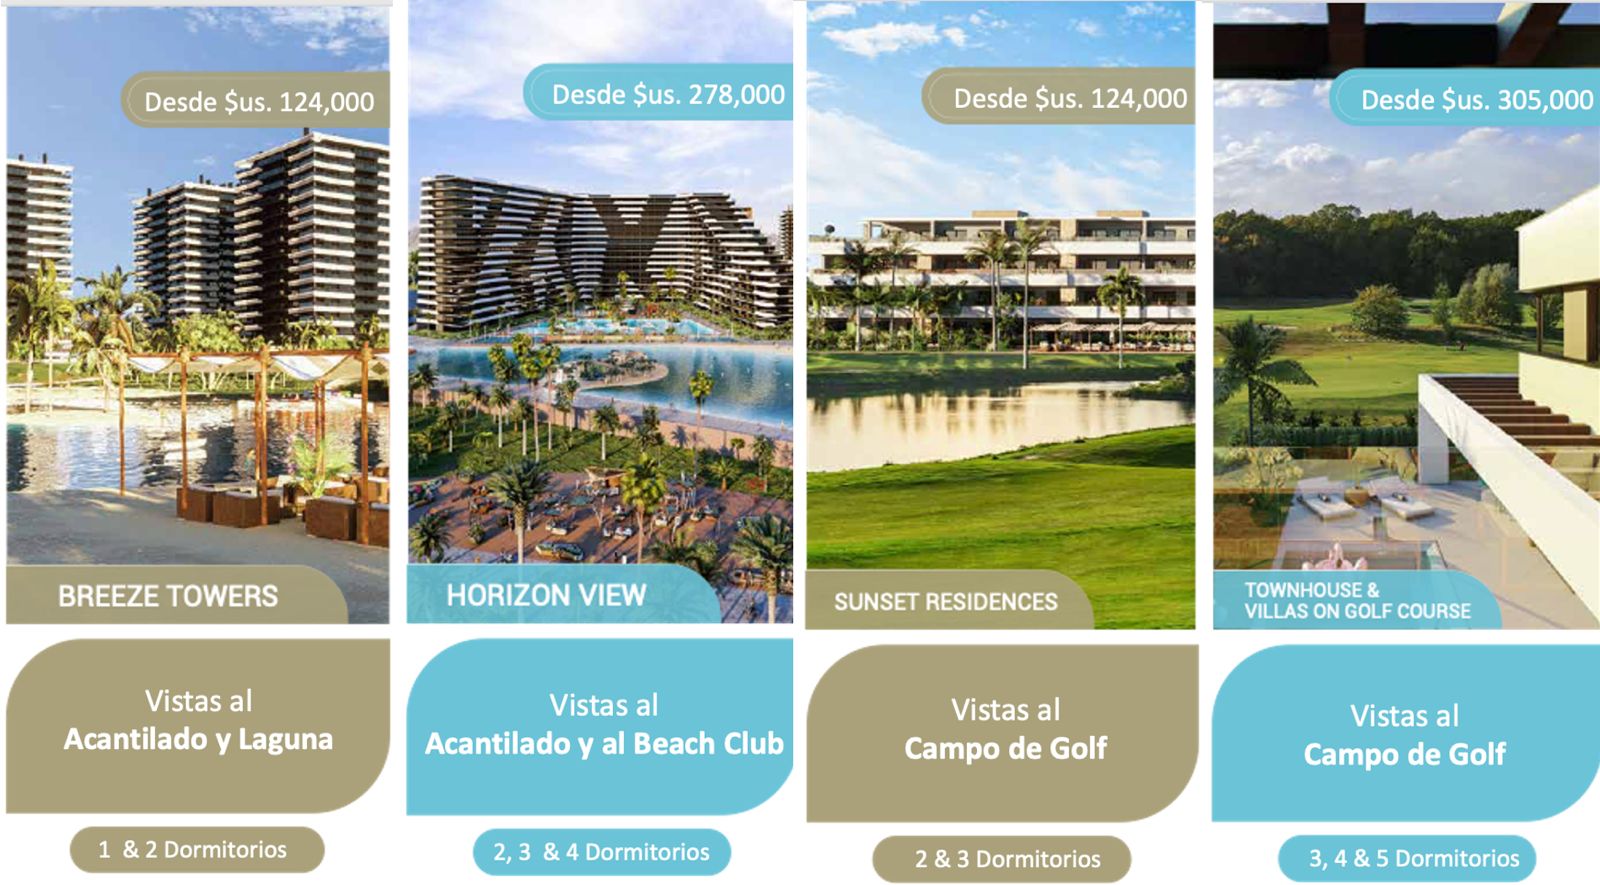 Desde $us. 124,000
BREEZE TOWERS
Vistas al
Acantilado y Laguna
1 & 2 Dormitorios
Desde $us. 278,000
HORIZON VIEW
Vistas al
Acantilado y al Beach Club
2, 3 & 4 Dormitorios
Desde $us. 124,000
SUNSET RESIDENCES
Vistas al
Campo de Golf
2 & 3 Dormitorios
Desde $us. 305,000
TOWNHOUSE &
VILLAS ON GOLF COURSE
Vistas al
Campo de Golf
3, 4 & 5 Dormitorios